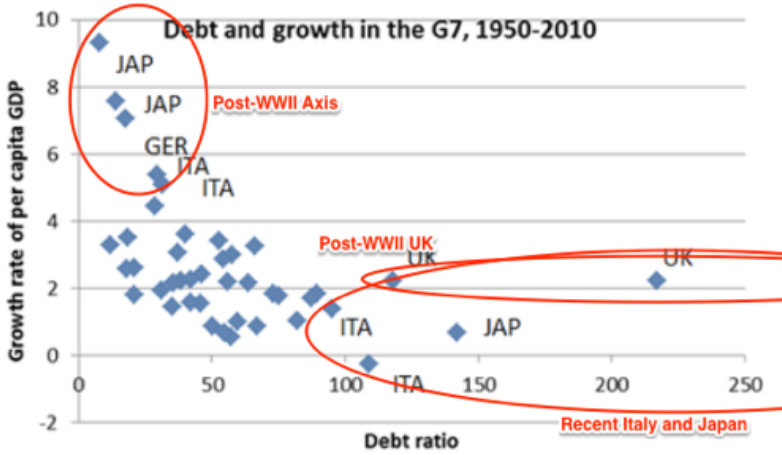 Debt and growth in the G7, 1950-2010
10
JAP
8
JAP
Post-WWII Axis
GER
6
ITA
ITA
4
Post-WWII UK
UK
UK
2
ITA
JAP
0
0
50
100
150
200
250
ITA
-2
Recent Italy and Japan
Debt ratio
Growth rate of per capita GDP